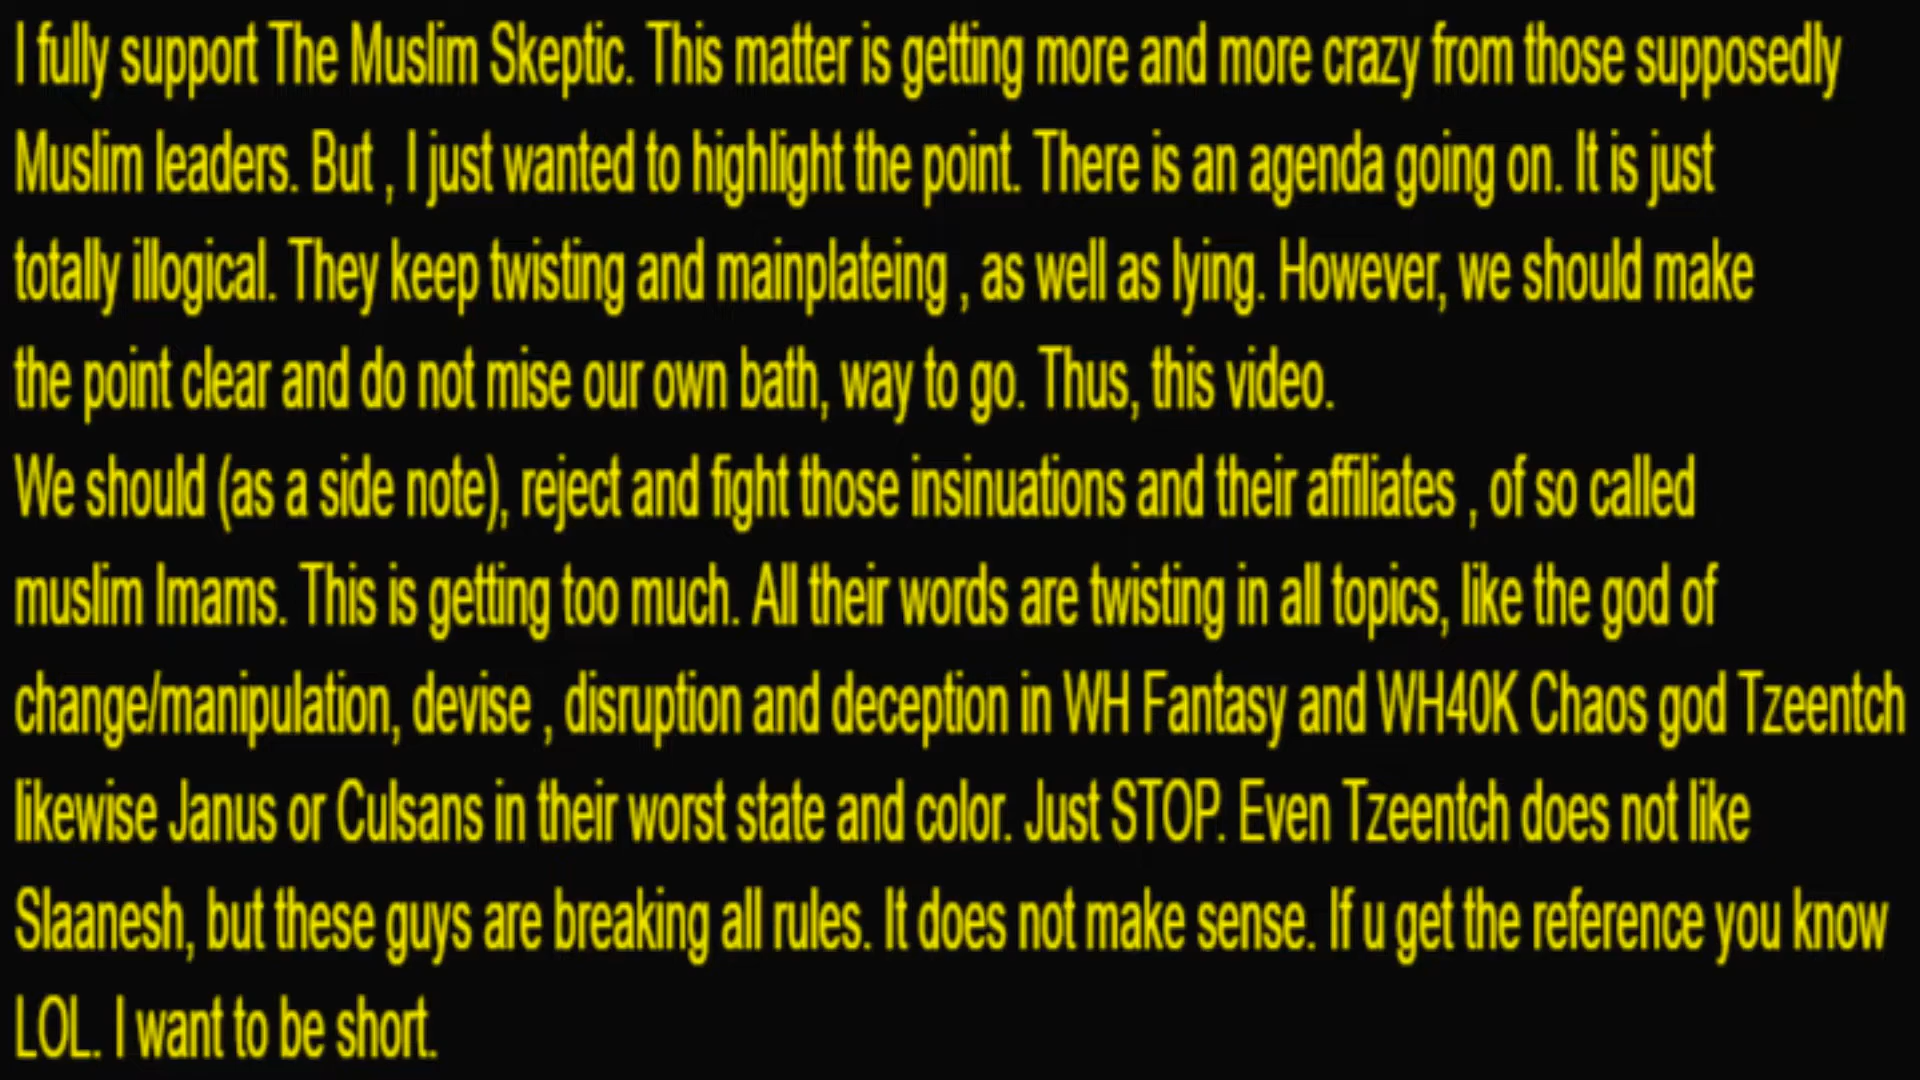 I fully support The Muslim Skeptic. This matter is getting more and more crazy from those supposedly
Muslim leaders. But , I just wanted to highlight the point. There is an agenda going on. It is just
totally illogical. They keep twisting and mainplateing , as well as lying. However, we should make
the point clear and do not mise our own bath, way to go. Thus, this video.
We should (as a side note), reject and fight those insinuations and their affiliates , of so called
muslim Imams. This is getting too much. All their words are twisting in all topics, like the god of
change/manipulation, devise , disruption and deception in WH Fantasy and WH40K Chaos god Tzeentch
likewise Janus or Culsans in their worst state and color. Just STOP. Even Tzeentch does not like
Slaanesh, but these guys are breaking all rules. It does not make sense. If u get the reference you know
LOL. I want to be short.